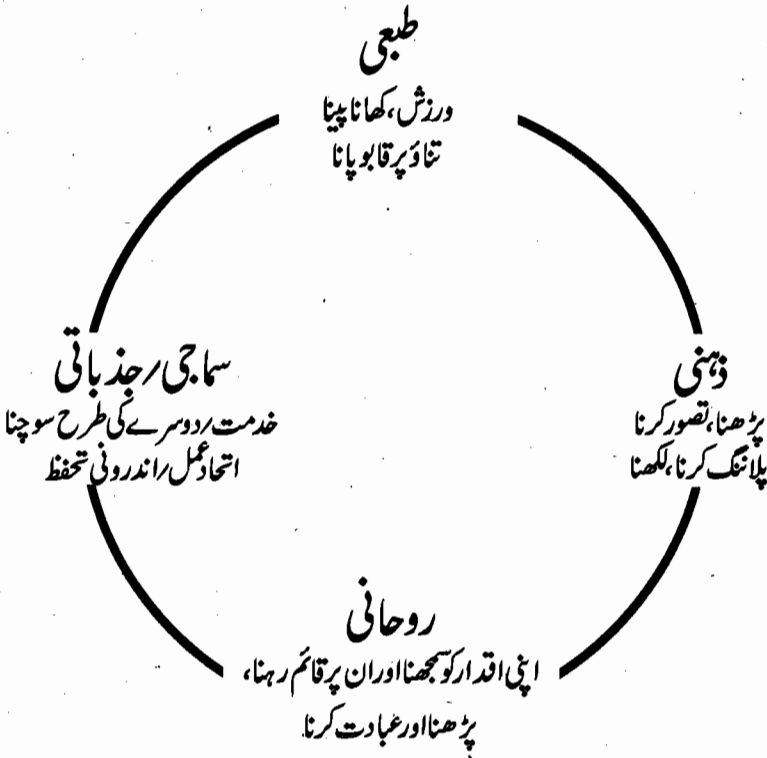 طبعی
ورزش، کھانا پینا
تناؤ پر قابو پانا
ذہنی
پڑھنا، تصور کرنا
پلاننگ کرنا، لکھنا
سماجی/جذباتی
خدمت/دوسرے کی طرح سوچنا
اتحاد عمل/اندرونی تحفظ
روحانی
اپنی اقدار کو سمجھنا اور ان پر قائم رہنا،
پڑھنا اور عبادت کرنا